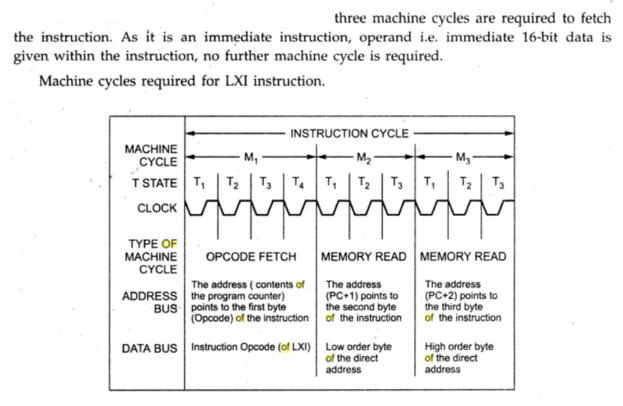 three machine cycles are required to fetch
the instruction. As it is an immediate instruction, operand i.e. immediate 16-bit data is
given within the instruction, no further machine cycle is required.
Machine cycles required for LXI instruction.
INSTRUCTION CYCLE
MACHINE
CYCLE
M1 M2 M3
T STATE T1 T2 T3 T4 T1 T2 T3 T1 T2 T3
CLOCK
TYPE OF
MACHINE
CYCLE
OPCODE FETCH MEMORY READ MEMORY READ
ADDRESS
BUS
The address ( contents of
the program counter)
points to the first byte
(Opcode) of the instruction
The address
(PC+1) points to
the second byte
of the instruction
The address
(PC+2) points to
the third byte
of the instruction
DATA BUS
Instruction Opcode (of LXI)
Low order byte
of the direct
address
High order byte
of the direct
address